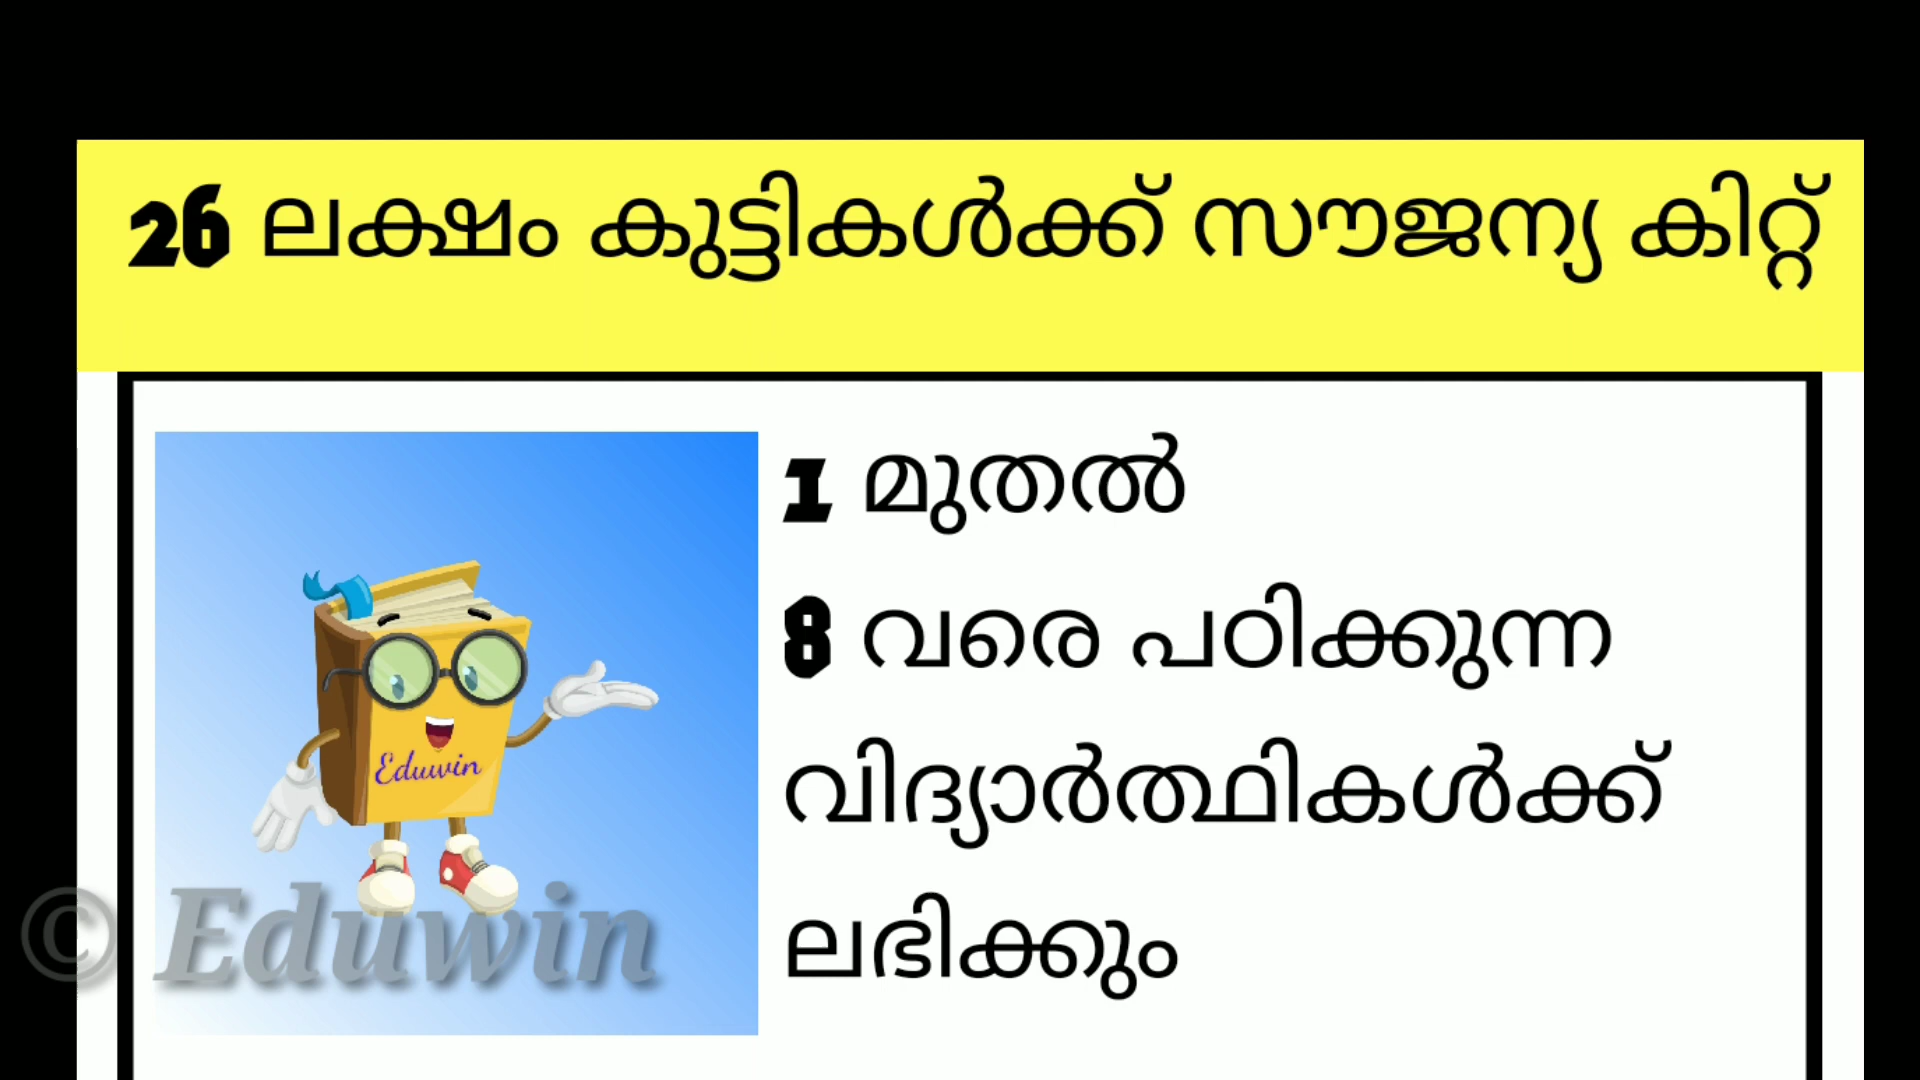 26 ലക്ഷം കുട്ടികൾക്ക് സൗജന്യ കിറ്റ്
1 മുതൽ
8 വരെ പഠിക്കുന്ന
വിദ്യാർത്ഥികൾക്ക്
ലഭിക്കും
Eduwin
© Eduwin